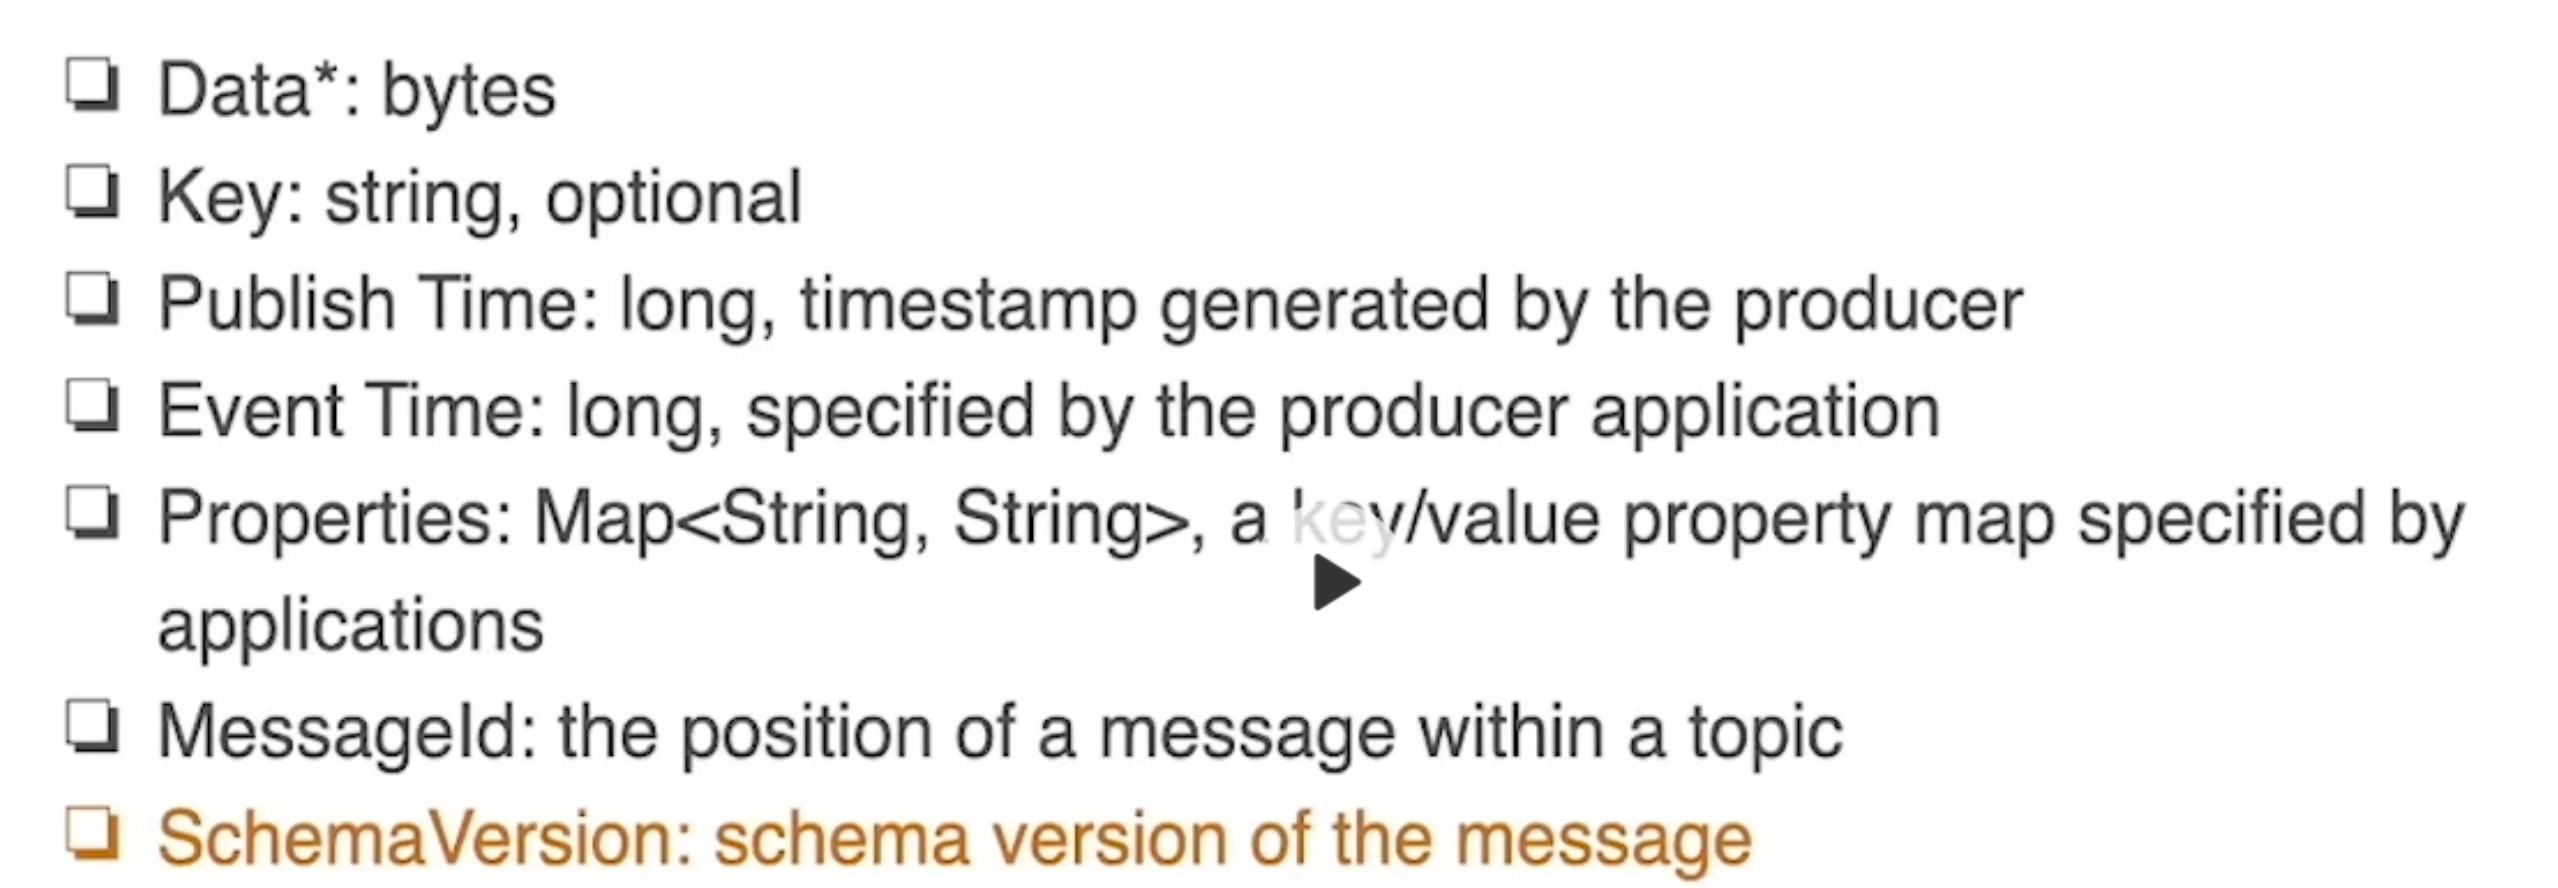 Data*: bytes
Key: string, optional
Publish Time: long, timestamp generated by the producer
Event Time: long, specified by the producer application
Properties: Map<String, String>, a key/value property map specified by
applications
MessageId: the position of a message within a topic
SchemaVersion: schema version of the message